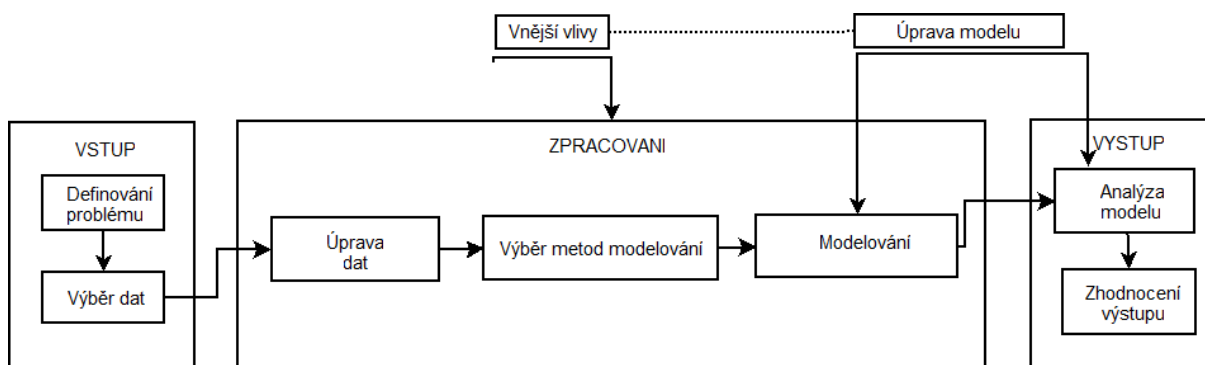 Vnější vlivy
Úprava modelu
VSTUP
Definování
problému
Výběr dat
ZPRACOVANI
Úprava
dat
Výběr metod modelování
Modelování
VYSTUP
Analýza
modelu
Zhodnocení
výstupu